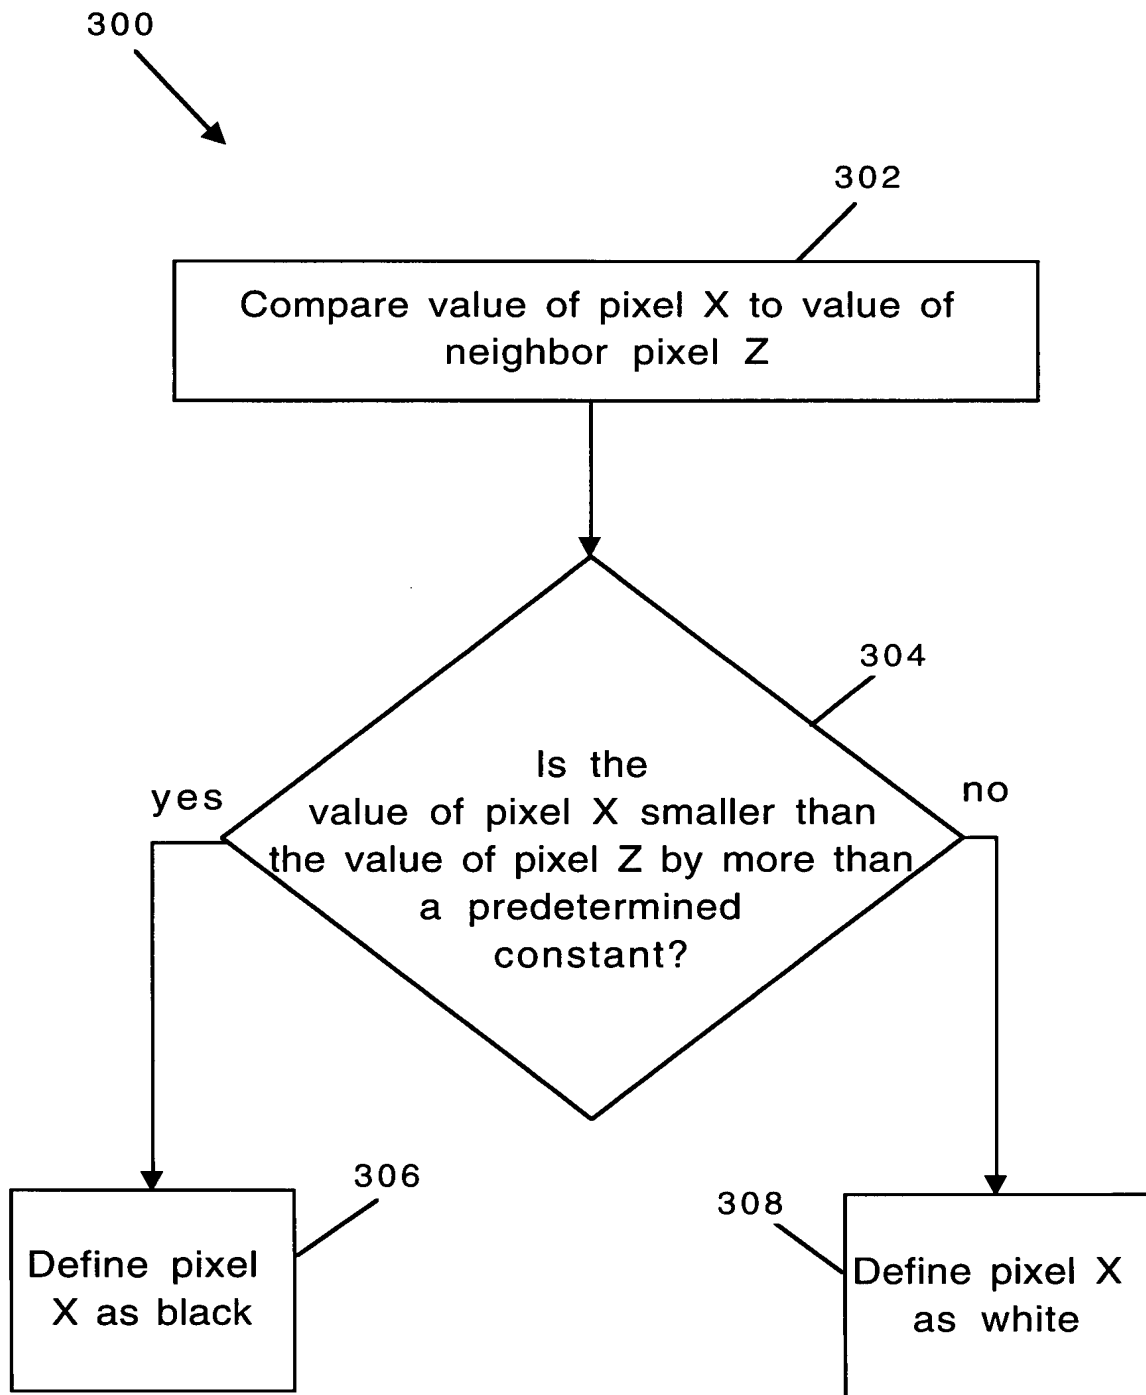 300
302
Compare value of pixel X to value of
neighbor pixel Z
304
Is the
value of pixel X smaller than
the value of pixel Z by more than
a predetermined
constant?
yes
no
306
Define pixel
X as black
308
Define pixel X
as white